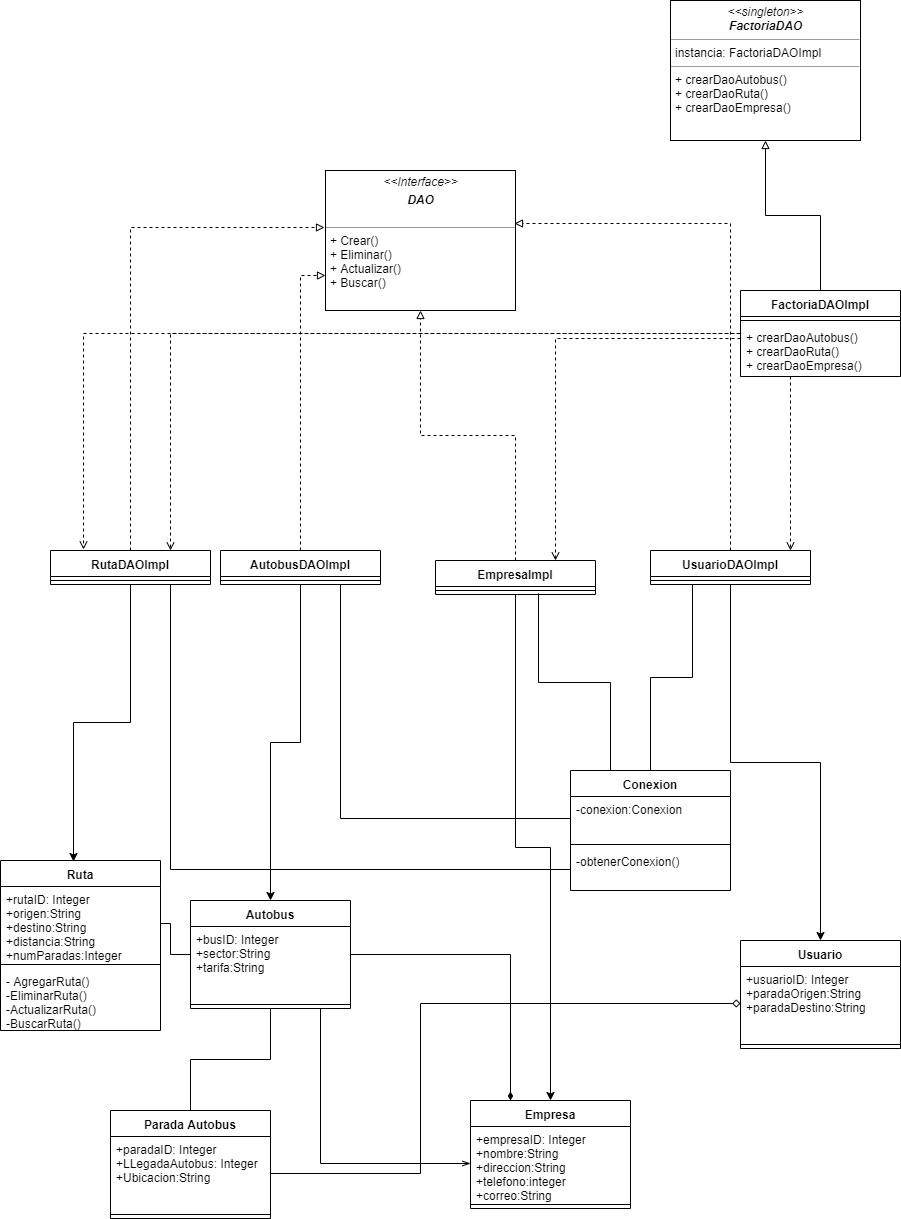 <<singleton>>
FactoriaDAO
instancia: FactoriaDAOImpl
+ crearDaoAutobus()
+ crearDaoRuta()
+ crearDaoEmpresa()
<<Interface>>
DAO
+ Crear()
+ Eliminar()
+ Actualizar()
+ Buscar()
FactoriaDAOImpl
+ crearDaoAutobus()
+ crearDaoRuta()
+ crearDaoEmpresa()
RutaDAOImpl
AutobusDAOImpl
EmpresaImpl
UsuarioDAOImpl
Conexion
-conexion:Conexion
-obtenerConexion()
Ruta
+rutaID: Integer
+origen:String
+destino:String
+distancia:String
+numParadas:Integer
- AgregarRuta()
-EliminarRuta()
-ActualizarRuta()
-BuscarRuta()
Autobus
+busID: Integer
+sector:String
+tarifa:String
Usuario
+usuarioID: Integer
+paradaOrigen:String
+paradaDestino:String
Parada Autobus
+paradaID: Integer
+LLegadaAutobus: Integer
+Ubicacion:String
Empresa
+empresaID: Integer
+nombre:String
+direccion:String
+telefono:integer
+correo:String